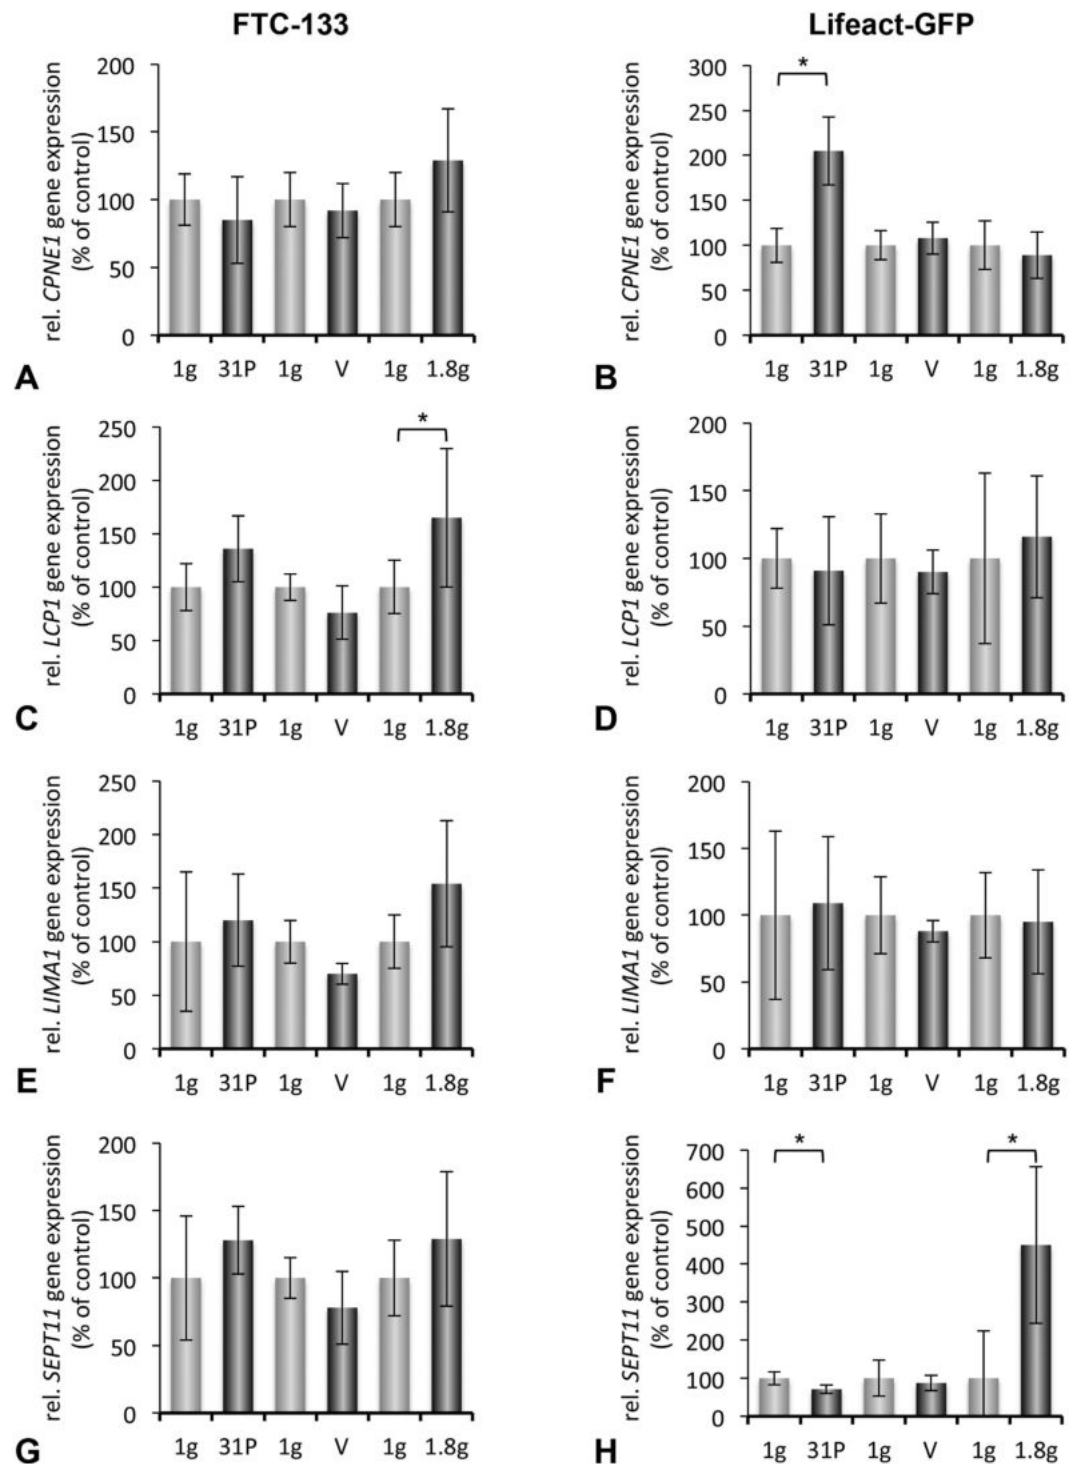 FTC-133
Lifeact-GFP
rel. CPNE1 gene expression
(% of control)
200
150
100
50
0
1g 31P 1g V 1g 1.8g
A
rel. CPNE1 gene expression
(% of control)
300
250
200
150
100
50
0
*
1g 31P 1g V 1g 1.8g
B
rel. LCP1 gene expression
(% of control)
250
200
150
100
50
0
*
1g 31P 1g V 1g 1.8g
C
rel. LCP1 gene expression
(% of control)
200
150
100
50
0
1g 31P 1g V 1g 1.8g
D
rel. LIMA1 gene expression
(% of control)
250
200
150
100
50
0
1g 31P 1g V 1g 1.8g
E
rel. LIMA1 gene expression
(% of control)
200
150
100
50
0
1g 31P 1g V 1g 1.8g
F
rel. SEPT11 gene expression
(% of control)
200
150
100
50
0
1g 31P 1g V 1g 1.8g
G
rel. SEPT11 gene expression
(% of control)
700
600
500
400
300
200
100
0
* *
1g 31P 1g V 1g 1.8g
H